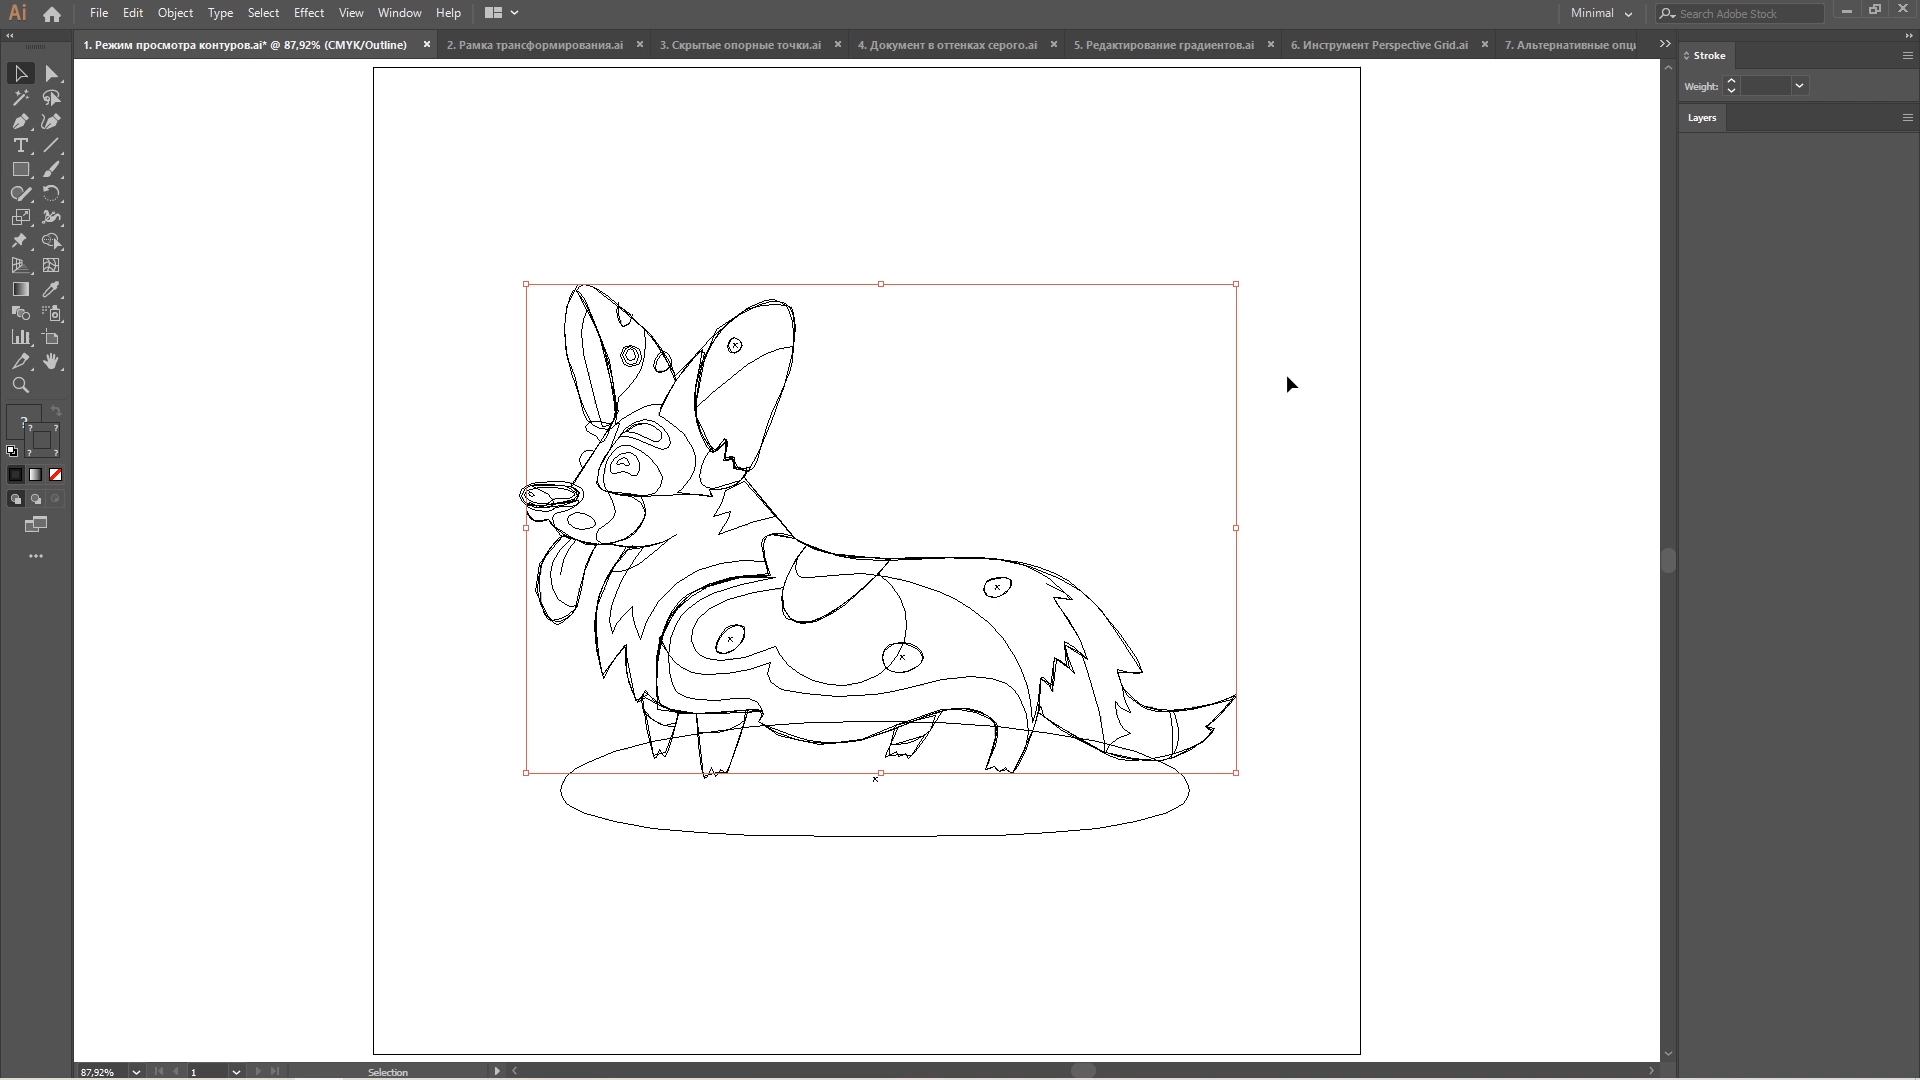 Ai File Edit Object Type Select Effect View Window Help Minimal Search Adobe Stock
1. Режим просмотра контуров.ai* @ 87,92% (CMYK/Outline) × 2. Рамка трансформирования.ai × 3. Скрытые опорные точки.ai × 4. Документ в оттенках серого.ai × 5. Редактирование градиентов.ai × 6. Инструмент Perspective Grid.ai × 7. Альтернативные опци
Stroke
Weight:
Layers
87,92% 1 Selection